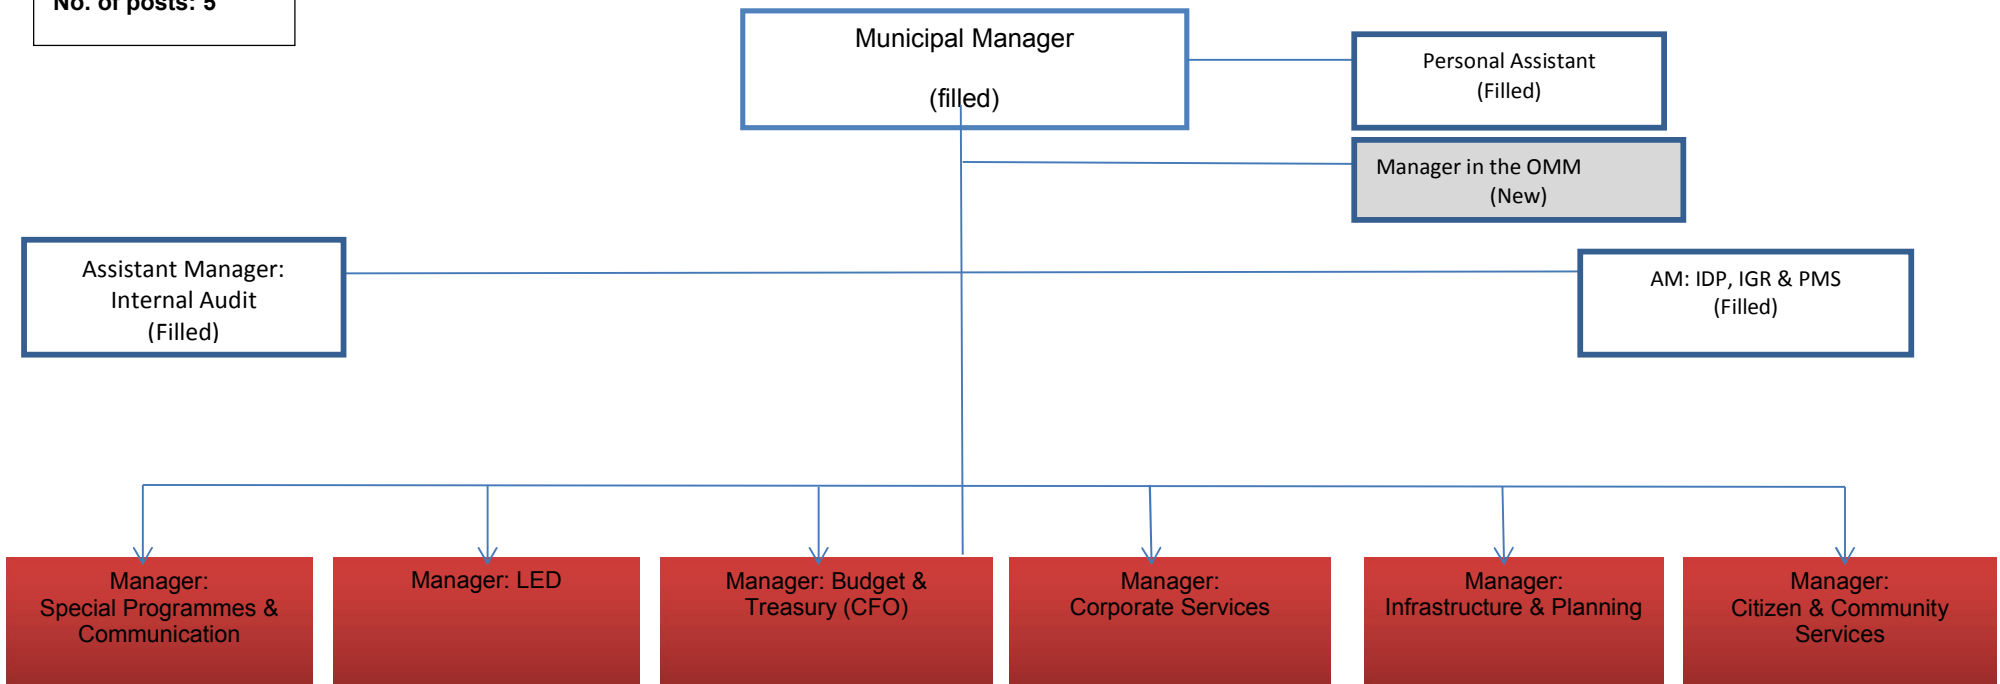 No. of posts: 5
Municipal Manager
(filled)
Personal Assistant
(Filled)
Manager in the OMM
(New)
Assistant Manager:
Internal Audit
(Filled)
AM: IDP, IGR & PMS
(Filled)
Manager:
Special Programmes &
Communication
Manager: LED
Manager: Budget &
Treasury (CFO)
Manager:
Corporate Services
Manager:
Infrastructure & Planning
Manager:
Citizen & Community
Services